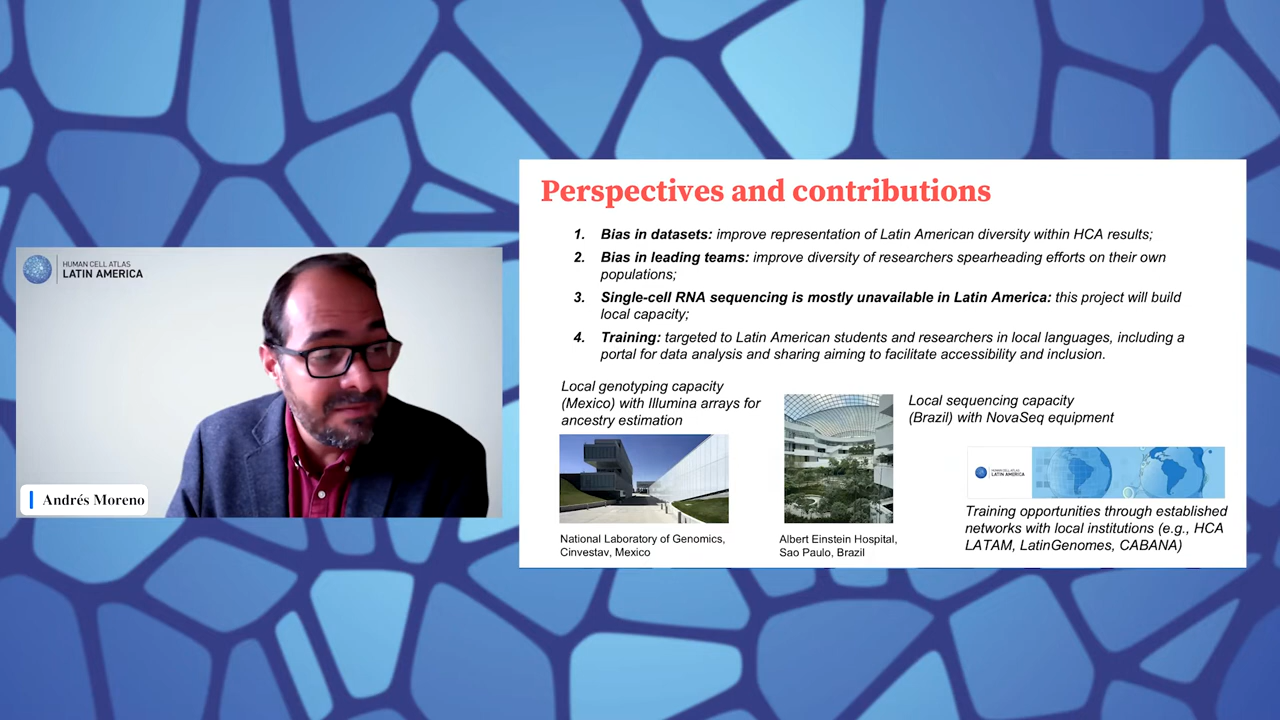 HUMAN CELL ATLAS
LATIN AMERICA
Andrés Moreno
Perspectives and contributions
1. Bias in datasets: improve representation of Latin American diversity within HCA results;
2. Bias in leading teams: improve diversity of researchers spearheading efforts on their own
populations;
3. Single-cell RNA sequencing is mostly unavailable in Latin America: this project will build
local capacity;
4. Training: targeted to Latin American students and researchers in local languages, including a
portal for data analysis and sharing aiming to facilitate accessibility and inclusion.
Local genotyping capacity
(Mexico) with Illumina arrays for
ancestry estimation
National Laboratory of Genomics,
Cinvestav, Mexico
Albert Einstein Hospital,
Sao Paulo, Brazil
Local sequencing capacity
(Brazil) with NovaSeq equipment
HUMAN CELL ATLAS
LATIN AMERICA
Training opportunities through established
networks with local institutions (e.g., HCA
LATAM, LatinGenomes, CABANA)